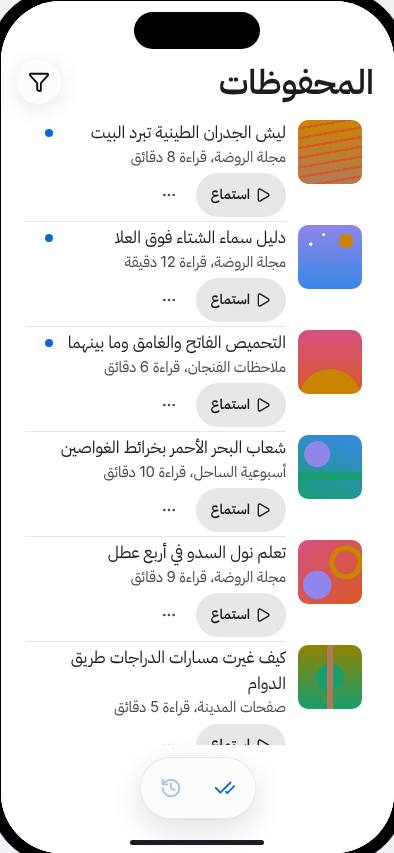 المحفوظات
ليش الجدران الطينية تبرد البيت
مجلة الروضة، قراءة 8 دقائق
استماع
دليل سماء الشتاء فوق العلا
مجلة الروضة، قراءة 12 دقيقة
استماع
التحميص الفاتح والغامق وما بينهما
ملاحظات الفنجان، قراءة 6 دقائق
استماع
شعاب البحر الأحمر بخرائط الغواصين
أسبوعية الساحل، قراءة 10 دقائق
استماع
تعلم نول السدو في أربع عطل
مجلة الروضة، قراءة 9 دقائق
استماع
كيف غيرت مسارات الدراجات طريق
الدوام
صفحات المدينة، قراءة 5 دقائق
استماع